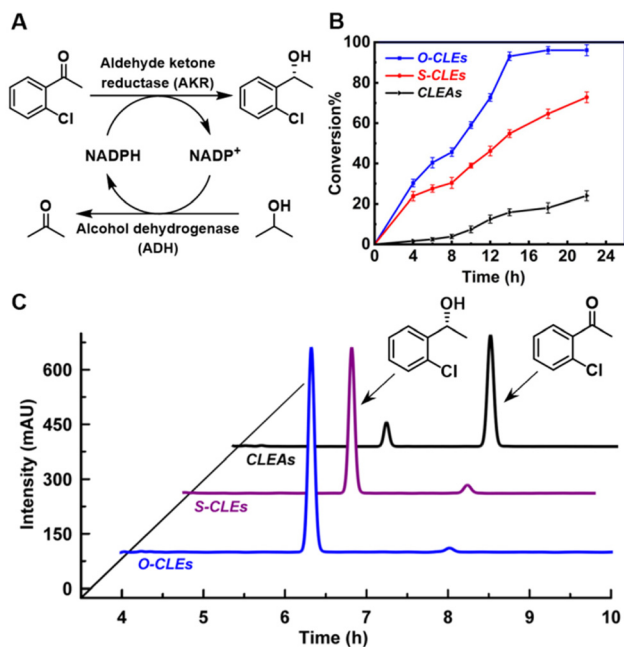 A
O
Cl
Aldehyde ketone
reductase (AKR)
OH
Cl
NADPH
NADP+
O
Alcohol dehydrogenase
(ADH)
OH
B
Conversion%
100
80
60
40
20
0
O-CLEs
S-CLEs
CLEAs
0 4 8 12 16 20 24
Time (h)
C
Intensity (mAU)
600
450
300
150
0
OH
Cl
O
Cl
CLEAs
S-CLEs
O-CLEs
4 5 6 7 8 9 10
Time (h)